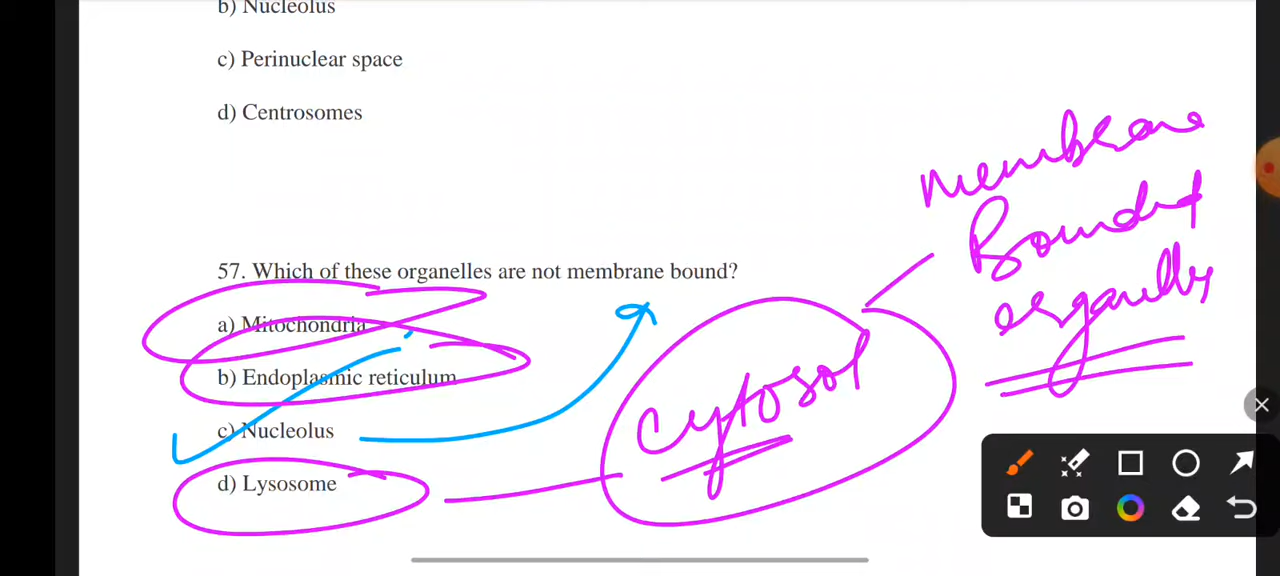 b) Nucleolus
c) Perinuclear space
d) Centrosomes
57. Which of these organelles are not membrane bound?
a) Mitochondria
b) Endoplasmic reticulum
c) Nucleolus
d) Lysosome
Cytosol
Membrane
Bounded
organelles